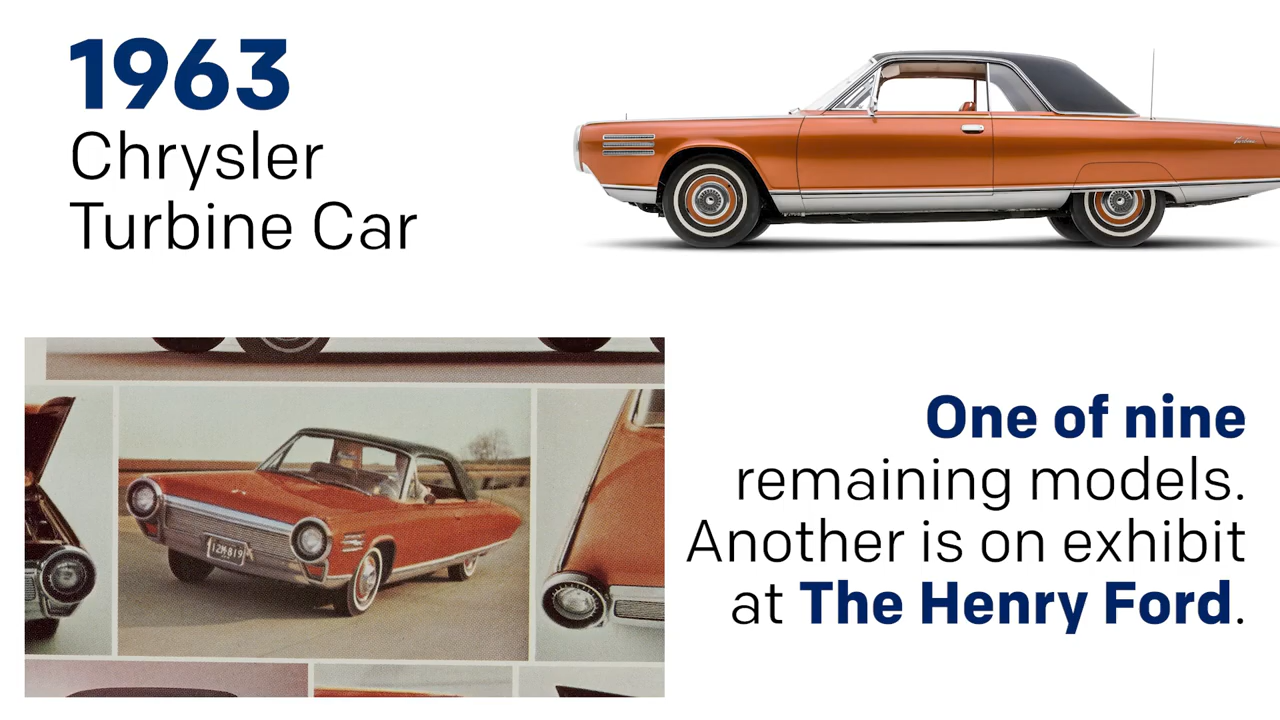 1963
Chrysler
Turbine Car
One of nine
remaining models.
Another is on exhibit
at The Henry Ford.